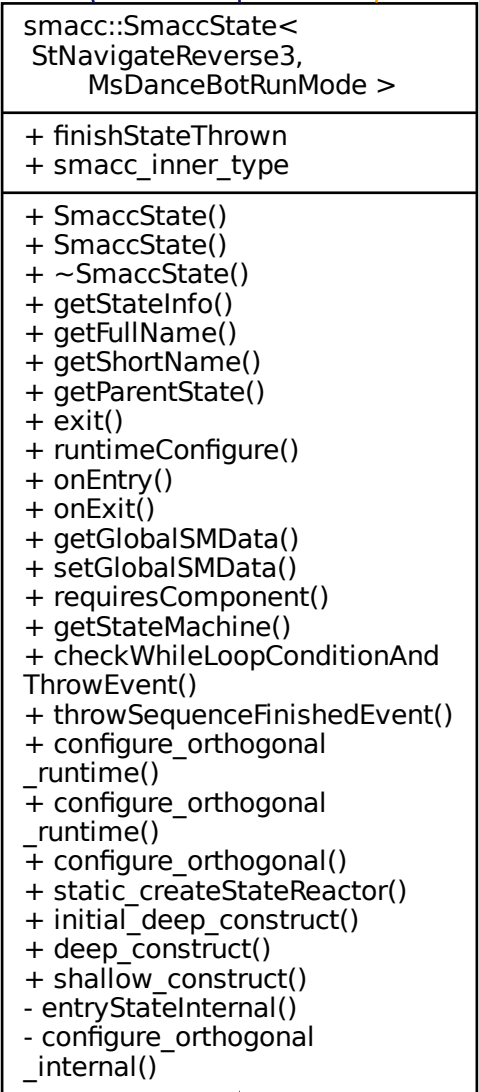 smacc::SmaccState<
StNavigateReverse3,
MsDanceBotRunMode >
+ finishStateThrown
+ smacc_inner_type
+ SmaccState()
+ SmaccState()
+ ~SmaccState()
+ getStateInfo()
+ getFullName()
+ getShortName()
+ getParentState()
+ exit()
+ runtimeConfigure()
+ onEntry()
+ onExit()
+ getGlobalSMData()
+ setGlobalSMData()
+ requiresComponent()
+ getStateMachine()
+ checkWhileLoopConditionAnd
ThrowEvent()
+ throwSequenceFinishedEvent()
+ configure_orthogonal
_runtime()
+ configure_orthogonal
_runtime()
+ configure_orthogonal()
+ static_createStateReactor()
+ initial_deep_construct()
+ deep_construct()
+ shallow_construct()
- entryStateInternal()
- configure_orthogonal
_internal()